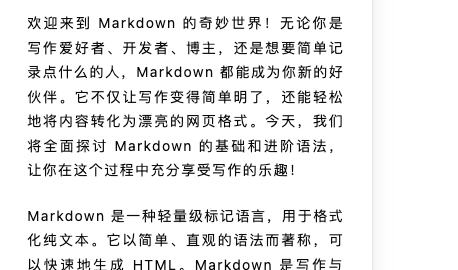 欢迎来到 Markdown 的奇妙世界！无论你是
写作爱好者、开发者、博主，还是想要简单记
录点什么的人，Markdown 都能成为你新的好
伙伴。它不仅让写作变得简单明了，还能轻松
地将内容转化为漂亮的网页格式。今天，我们
将全面探讨 Markdown 的基础和进阶语法，
让你在这个过程中充分享受写作的乐趣！
Markdown 是一种轻量级标记语言，用于格式
化纯文本。它以简单、直观的语法而著称，可
以快速地生成 HTML。Markdown 是写作与